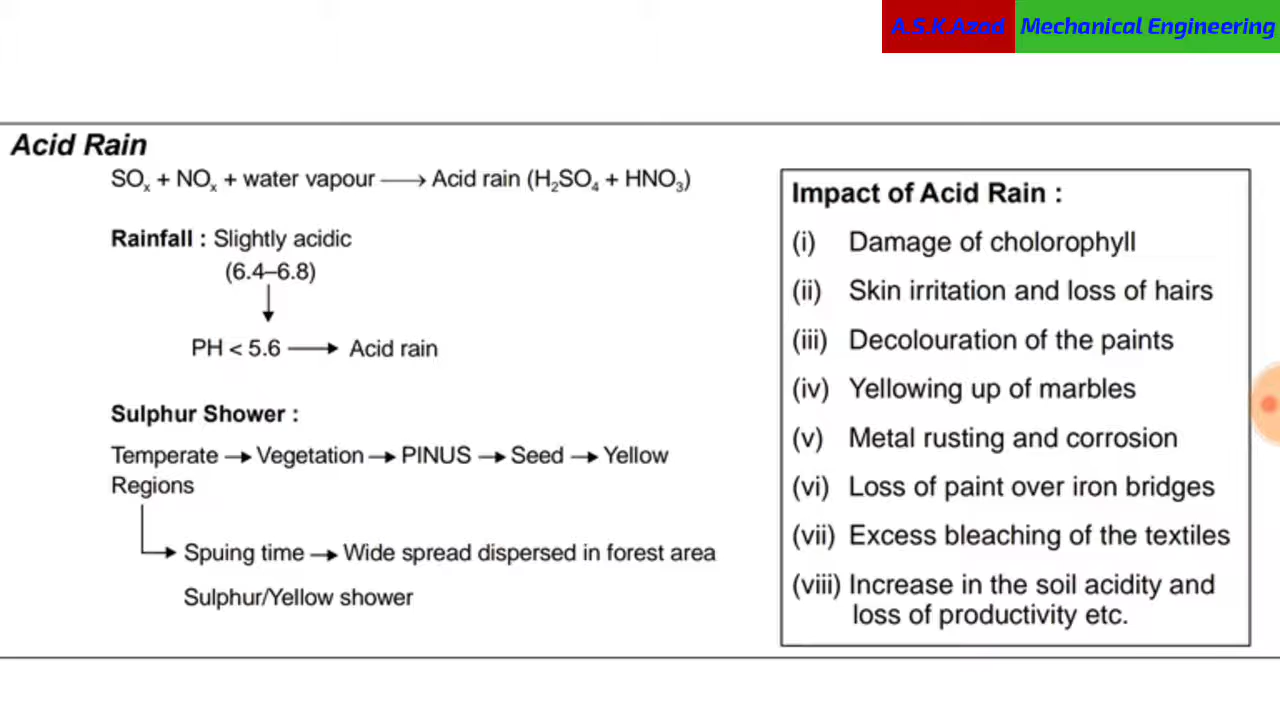 A.S.K.Azad Mechanical Engineering
Acid Rain
SOx + NOx + water vapour ⟶ Acid rain (H2SO4 + HNO3)
Rainfall : Slightly acidic
(6.4–6.8)
PH < 5.6 → Acid rain
Sulphur Shower :
Temperate → Vegetation → PINUS → Seed → Yellow
Regions
Spuing time → Wide spread dispersed in forest area
Sulphur/Yellow shower
Impact of Acid Rain :
(i) Damage of cholorophyll
(ii) Skin irritation and loss of hairs
(iii) Decolouration of the paints
(iv) Yellowing up of marbles
(v) Metal rusting and corrosion
(vi) Loss of paint over iron bridges
(vii) Excess bleaching of the textiles
(viii) Increase in the soil acidity and
loss of productivity etc.